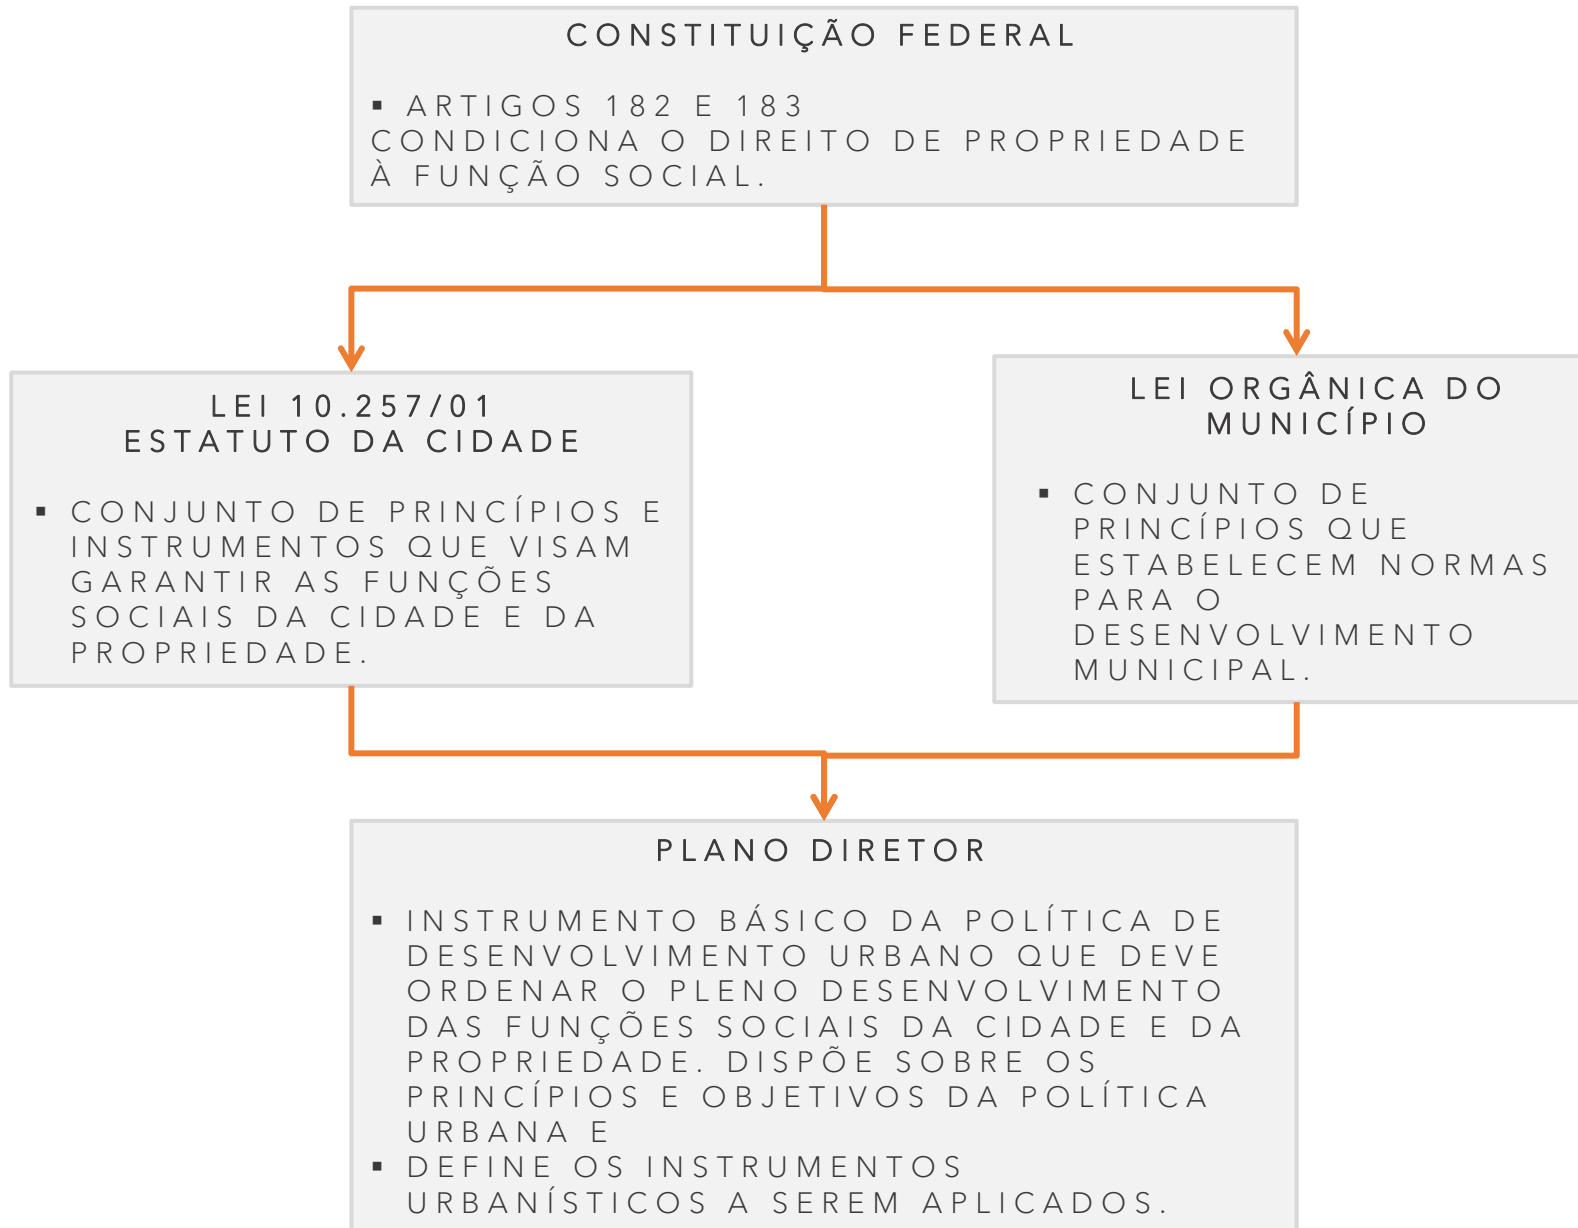 CONSTITUIÇÃO FEDERAL
▪ ARTIGOS 182 E 183
CONDICIONA O DIREITO DE PROPRIEDADE
À FUNÇÃO SOCIAL.
LEI 10.257/01
ESTATUTO DA CIDADE
▪ CONJUNTO DE PRINCÍPIOS E
INSTRUMENTOS QUE VISAM
GARANTIR AS FUNÇÕES
SOCIAIS DA CIDADE E DA
PROPRIEDADE.
LEI ORGÂNICA DO
MUNICÍPIO
▪ CONJUNTO DE
PRINCÍPIOS QUE
ESTABELECEM NORMAS
PARA O
DESENVOLVIMENTO
MUNICIPAL.
PLANO DIRETOR
▪ INSTRUMENTO BÁSICO DA POLÍTICA DE
DESENVOLVIMENTO URBANO QUE DEVE
ORDENAR O PLENO DESENVOLVIMENTO
DAS FUNÇÕES SOCIAIS DA CIDADE E DA
PROPRIEDADE. DISPÕE SOBRE OS
PRINCÍPIOS E OBJETIVOS DA POLÍTICA
URBANA E
▪ DEFINE OS INSTRUMENTOS
URBANÍSTICOS A SEREM APLICADOS.